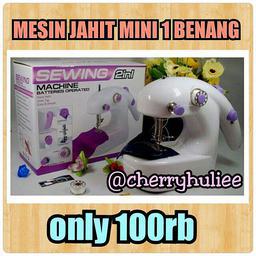 MESIN JAHIT MINI 1 BENANG
SEWING 2in1
MACHINE
BATTERIES OPERATED
@cherryhuliee
only 100rb